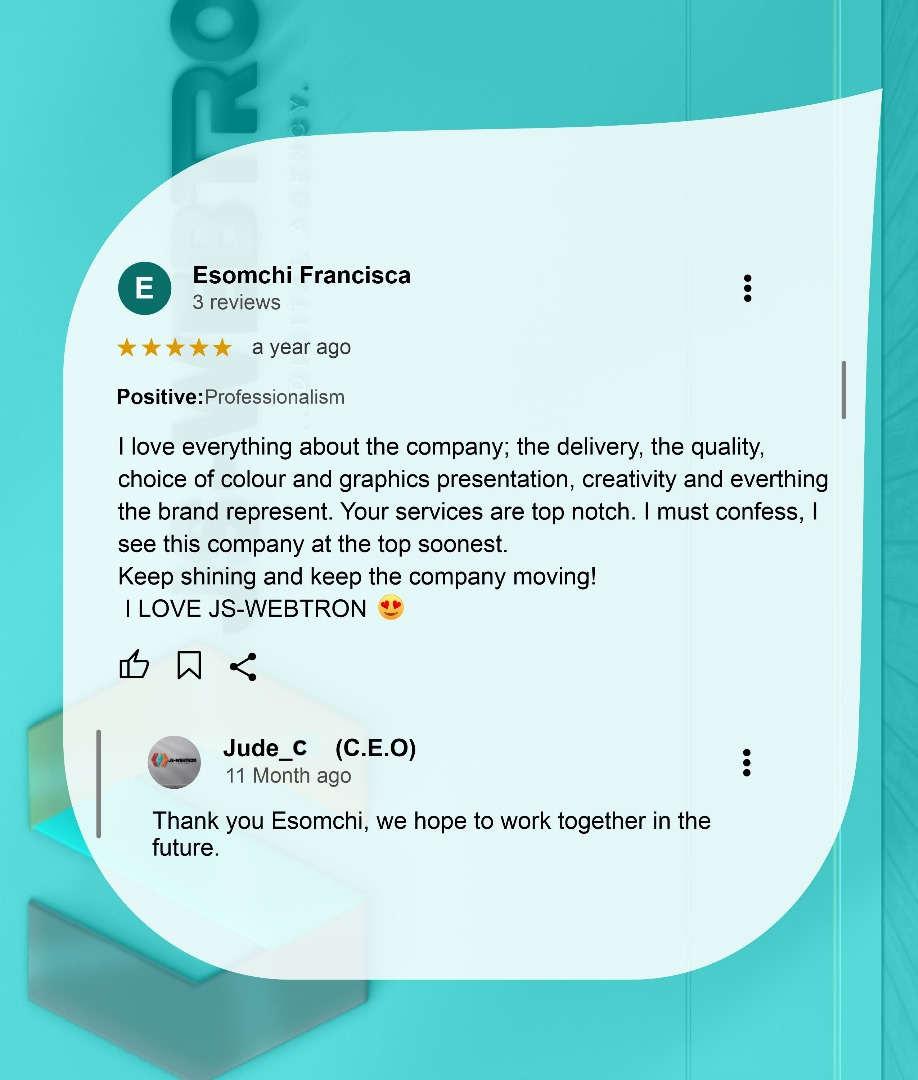 E
Esomchi Francisca
3 reviews
a year ago
Positive:Professionalism
I love everything about the company; the delivery, the quality,
choice of colour and graphics presentation, creativity and everthing
the brand represent. Your services are top notch. I must confess, I
see this company at the top soonest.
Keep shining and keep the company moving!
I LOVE JS-WEBTRON 😍
JS-WEBTRON
Jude_C (C.E.O)
11 Month ago
Thank you Esomchi, we hope to work together in the
future.